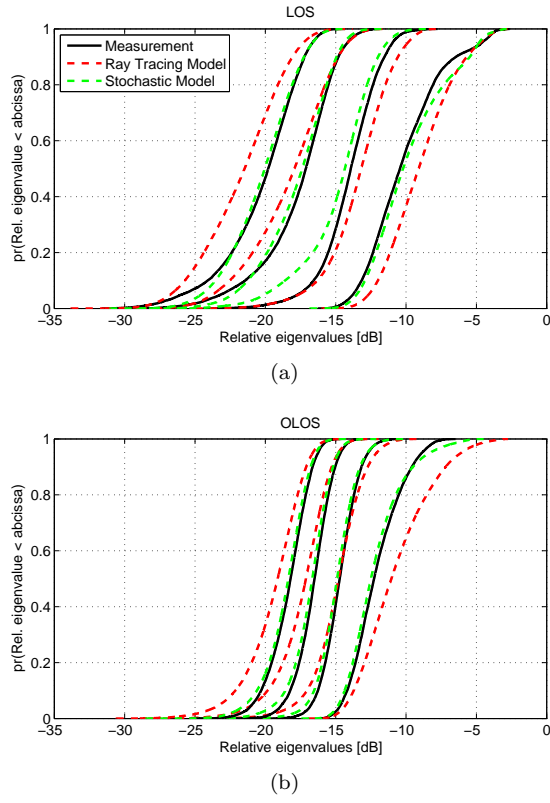 LOS
Measurement
Ray Tracing Model
Stochastic Model
pr(Rel. eigenvalue < abcissa)
1
0.8
0.6
0.4
0.2
0
−35 −30 −25 −20 −15 −10 −5 0
Relative eigenvalues [dB]
(a)
OLOS
pr(Rel. eigenvalue < abcissa)
1
0.8
0.6
0.4
0.2
0
−35 −30 −25 −20 −15 −10 −5 0
Relative eigenvalues [dB]
(b)